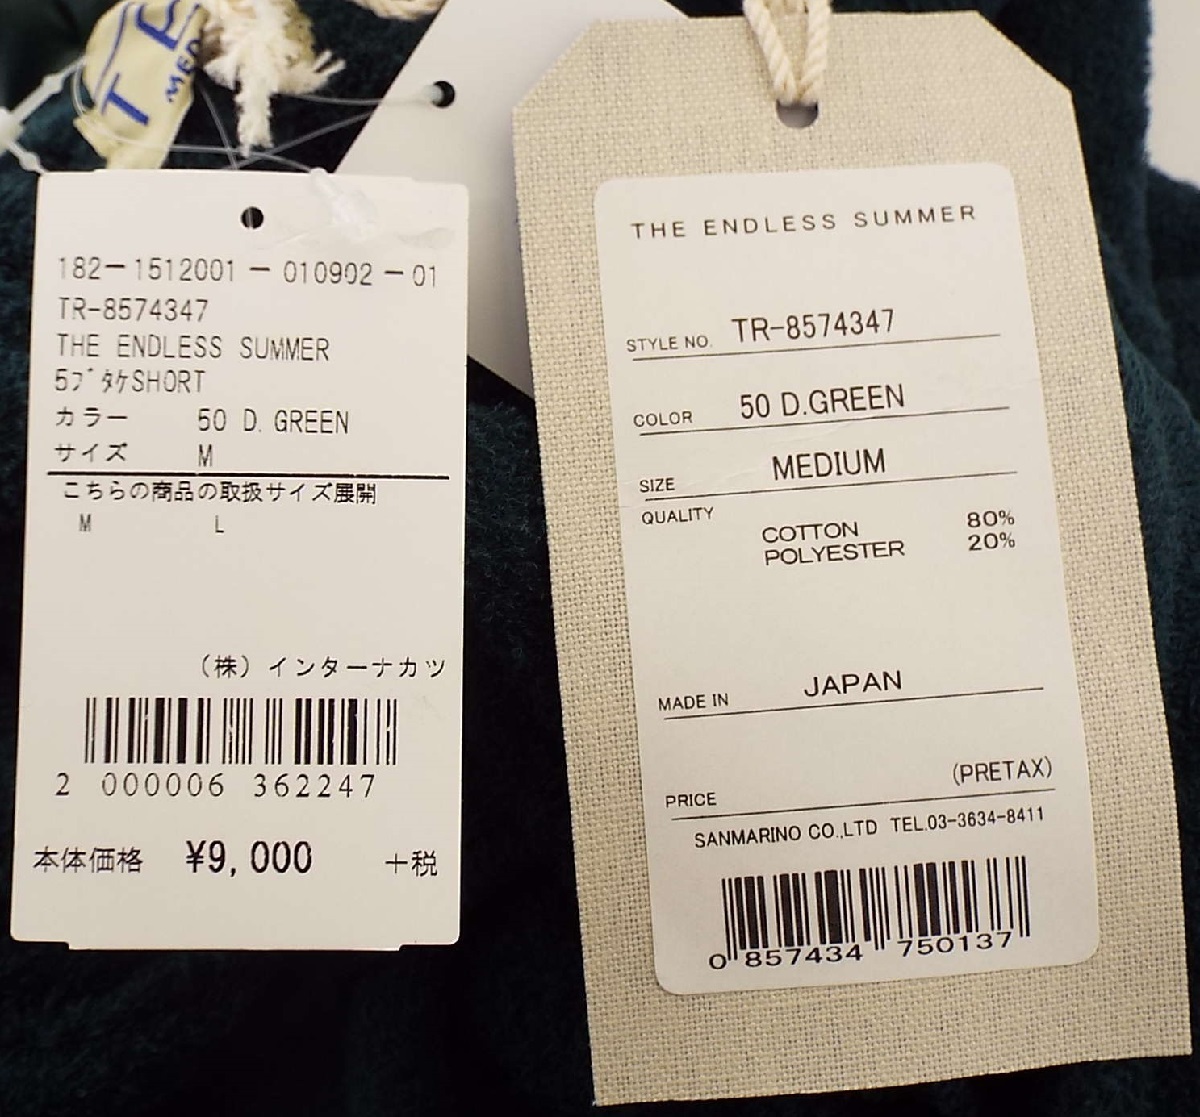 T E
MED
182-1512001-010902-01
TR-8574347
THE ENDLESS SUMMER
5ブタケSHORT
カラー 50 D.GREEN
サイズ M
こちらの商品の取扱サイズ展開
M L
(株)インターナカツ
2 000006 362247
本体価格 ¥9,000 +税
THE ENDLESS SUMMER
STYLE NO. TR-8574347
COLOR 50 D.GREEN
SIZE MEDIUM
QUALITY
COTTON 80%
POLYESTER 20%
MADE IN JAPAN
(PRETAX)
PRICE
SANMARINO CO.,LTD TEL.03-3634-8411
0 857434 750137